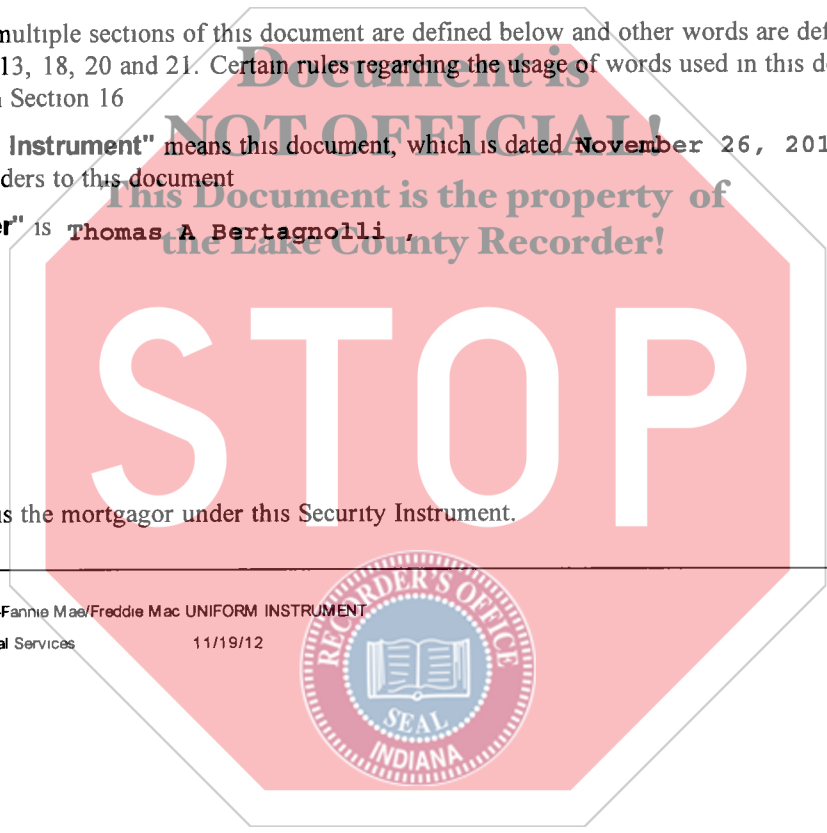 multiple sections of this document are defined below and other words are def
13, 18, 20 and 21. Certain rules regarding the usage of words used in this d
Section 16
Document is
NOT OFFICIAL!
This Document is the property of
the Lake County Recorder!
Instrument" means this document, which is dated November 26, 201
ders to this document
er" is Thomas A Bertagnolli ,
STOP
is the mortgagor under this Security Instrument.
-Fannie Mae/Freddie Mac UNIFORM INSTRUMENT
al Services 11/19/12
RECORDER'S OFFICE
SEAL
INDIANA